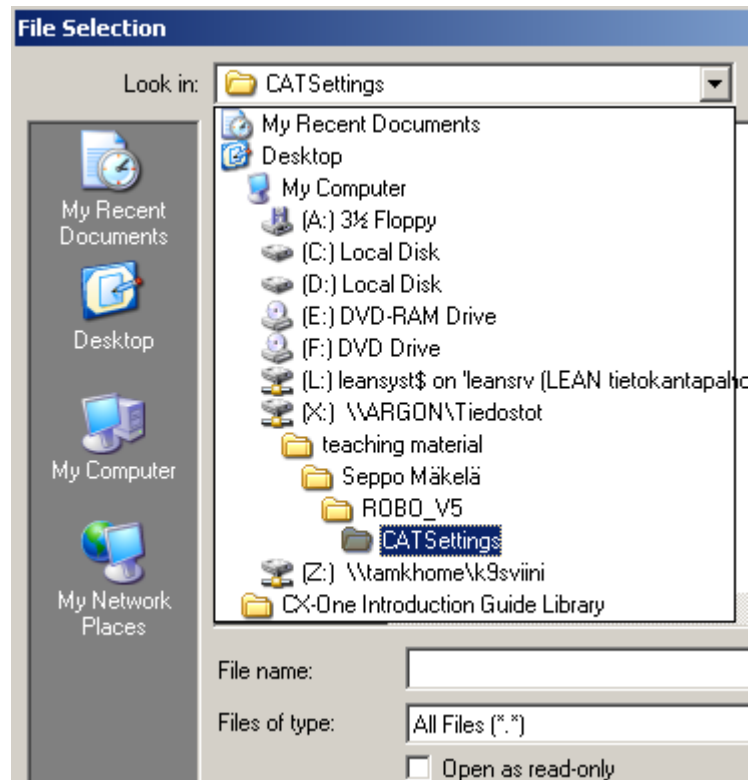 File Selection
Look in:
CATSettings
My Recent Documents
Desktop
My Computer
(A:) 3½ Floppy
(C:) Local Disk
(D:) Local Disk
(E:) DVD-RAM Drive
(F:) DVD Drive
(L:) leansyst$ on 'leansrv (LEAN tietokantapalvo
(X:) \\ARGON\Tiedostot
teaching material
Seppo Mäkelä
ROBO_V5
CATSettings
(Z:) \\tamkhome\k9sviini
CX-One Introduction Guide Library
My Recent
Documents
Desktop
My Computer
My Network
Places
File name:
Files of type:
All Files (*.*)
Open as read-only